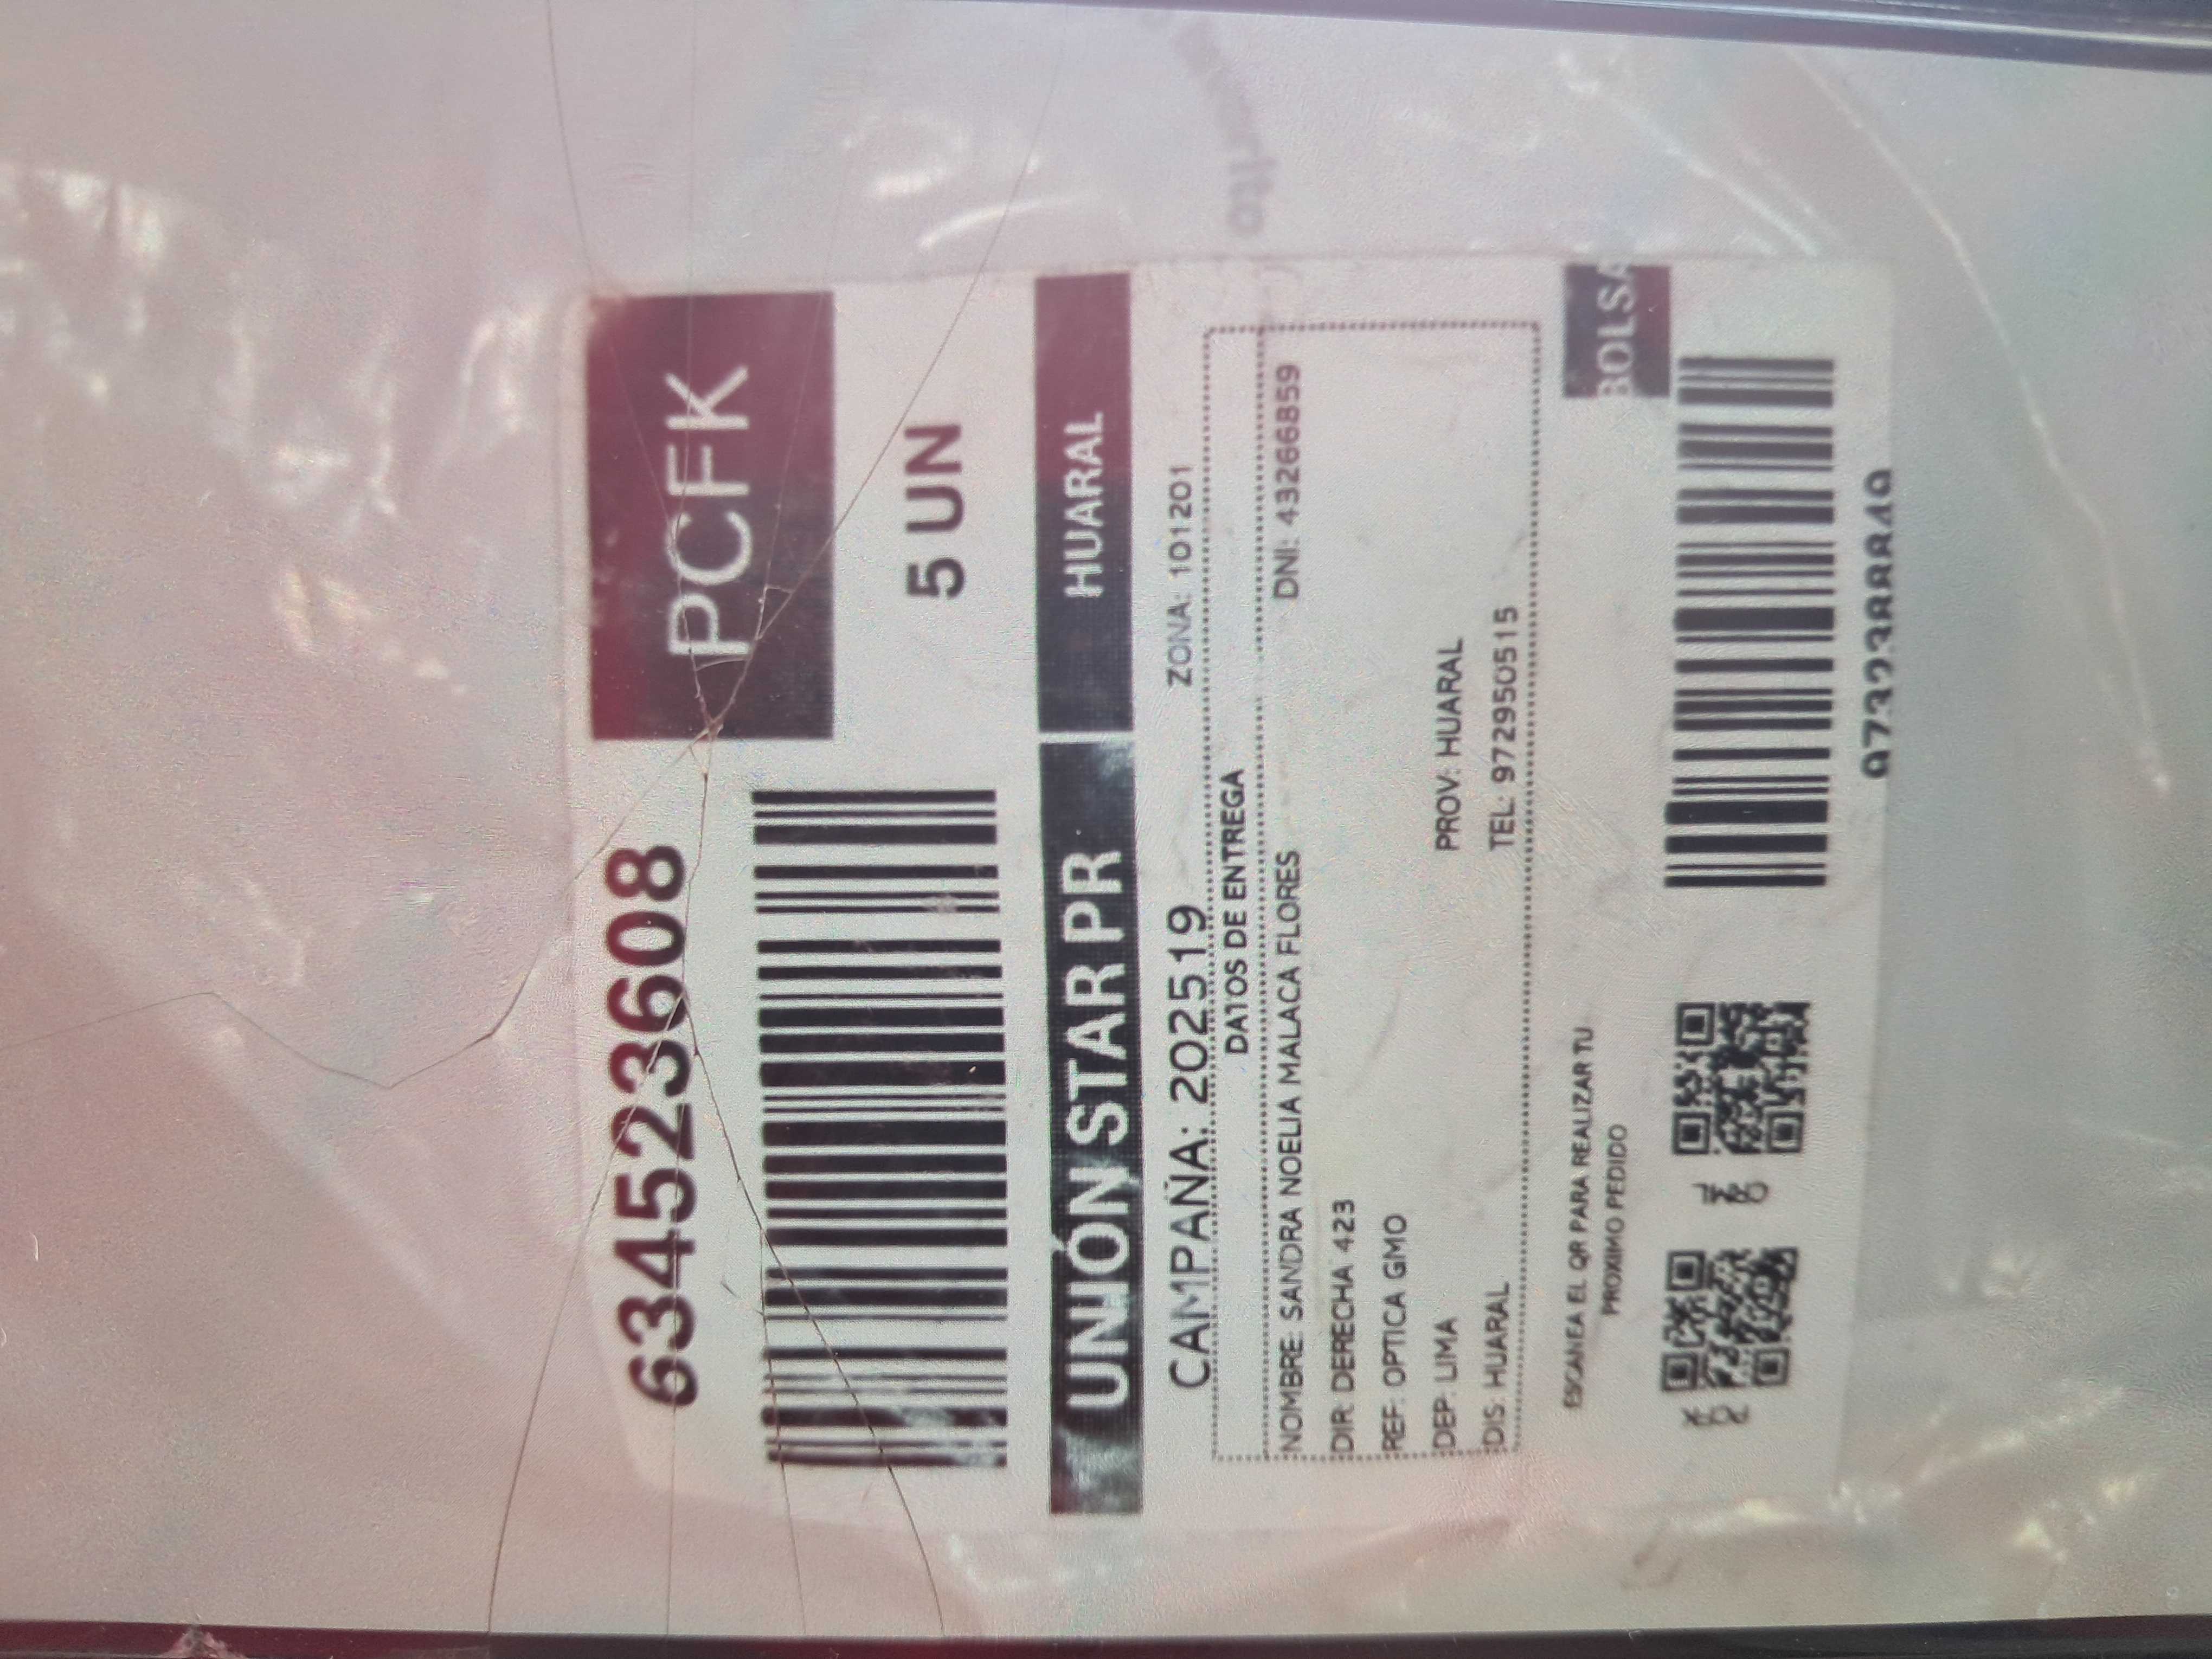 6345223608
PCFK
5 UN
UNIÓN STAR PR
HUARAL
CAMPAÑA: 202519
ZONA: 101201
DATOS DE ENTREGA
NOMBRE: SANDRA NOELIA MALACA FLORES
DNI: 43266859
DIR: DERECHA 423
REF: OPTICA GMO
DEP: LIMA
PROV: HUARAL
DIS: HUARAL
TEL: 972950515
ESCANEA EL QR PARA REALIZAR TU
PROXIMO PEDIDO
BOLSA